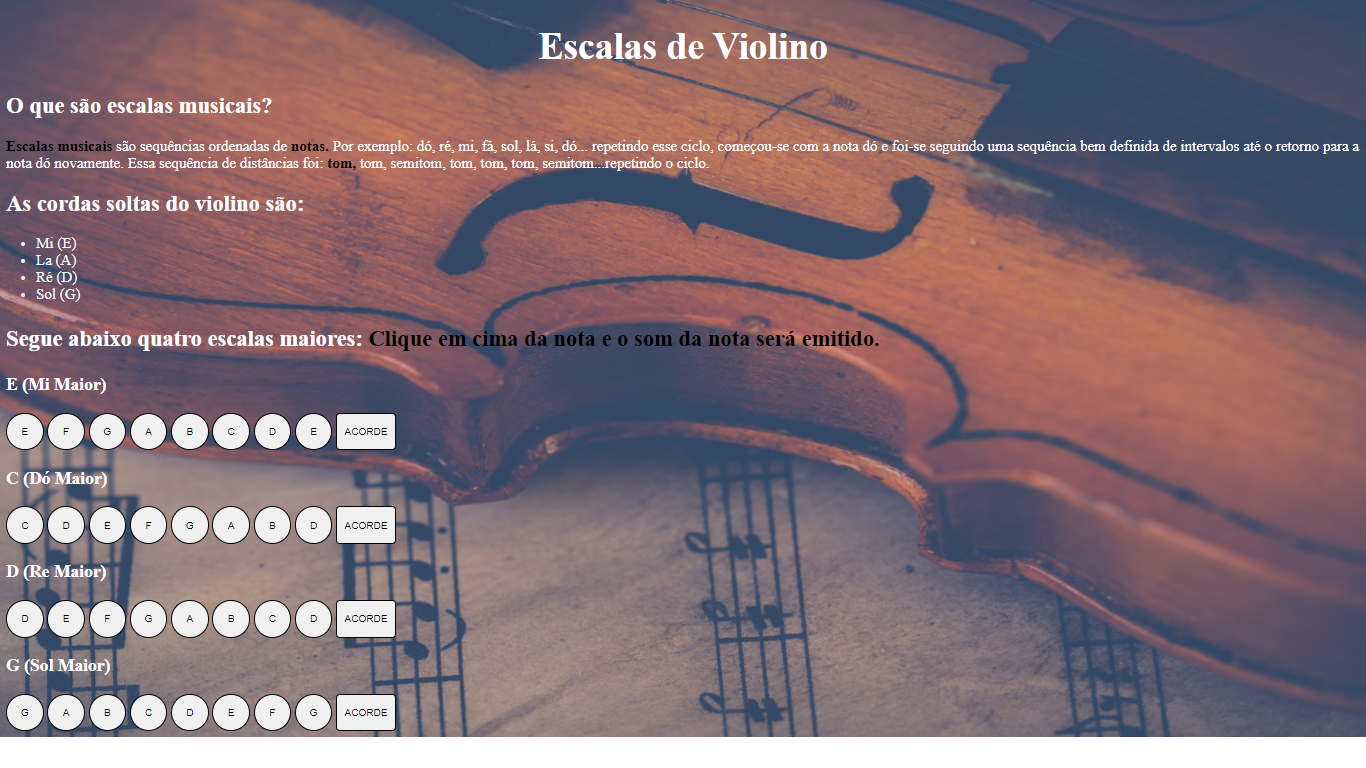 Escalas de Violino
O que são escalas musicais?
Escalas musicais são sequências ordenadas de notas. Por exemplo: dó, ré, mi, fá, sol, lá, si, dó... repetindo esse ciclo, começou-se com a nota dó e foi-se seguindo uma sequência bem definida de intervalos até o retorno para a
nota dó novamente. Essa sequência de distâncias foi: tom, tom, semitom, tom, tom, tom, semitom...repetindo o ciclo.
As cordas soltas do violino são:
• Mi (E)
• La (A)
• Ré (D)
• Sol (G)
Segue abaixo quatro escalas maiores: Clique em cima da nota e o som da nota será emitido.
E (Mi Maior)
E F G A B C D E ACORDE
C (Dó Maior)
C D E F G A B D ACORDE
D (Re Maior)
D E F G A B C D ACORDE
G (Sol Maior)
G A B C D E F G ACORDE